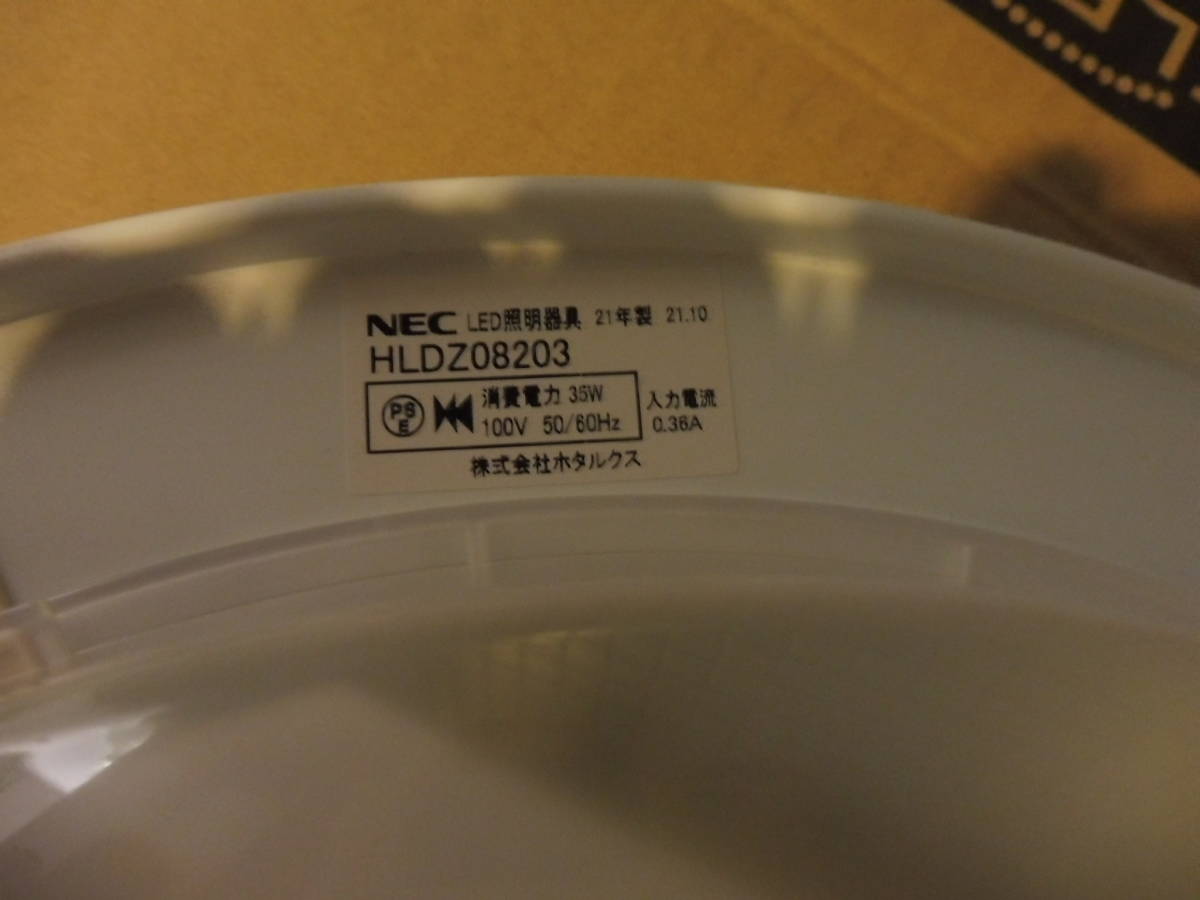 NEC LED照明器具 21年製 21.10
HLDZ08203
PS
E
消費電力 35W
100V 50/60Hz
入力電流
0.36A
株式会社ホタルクス